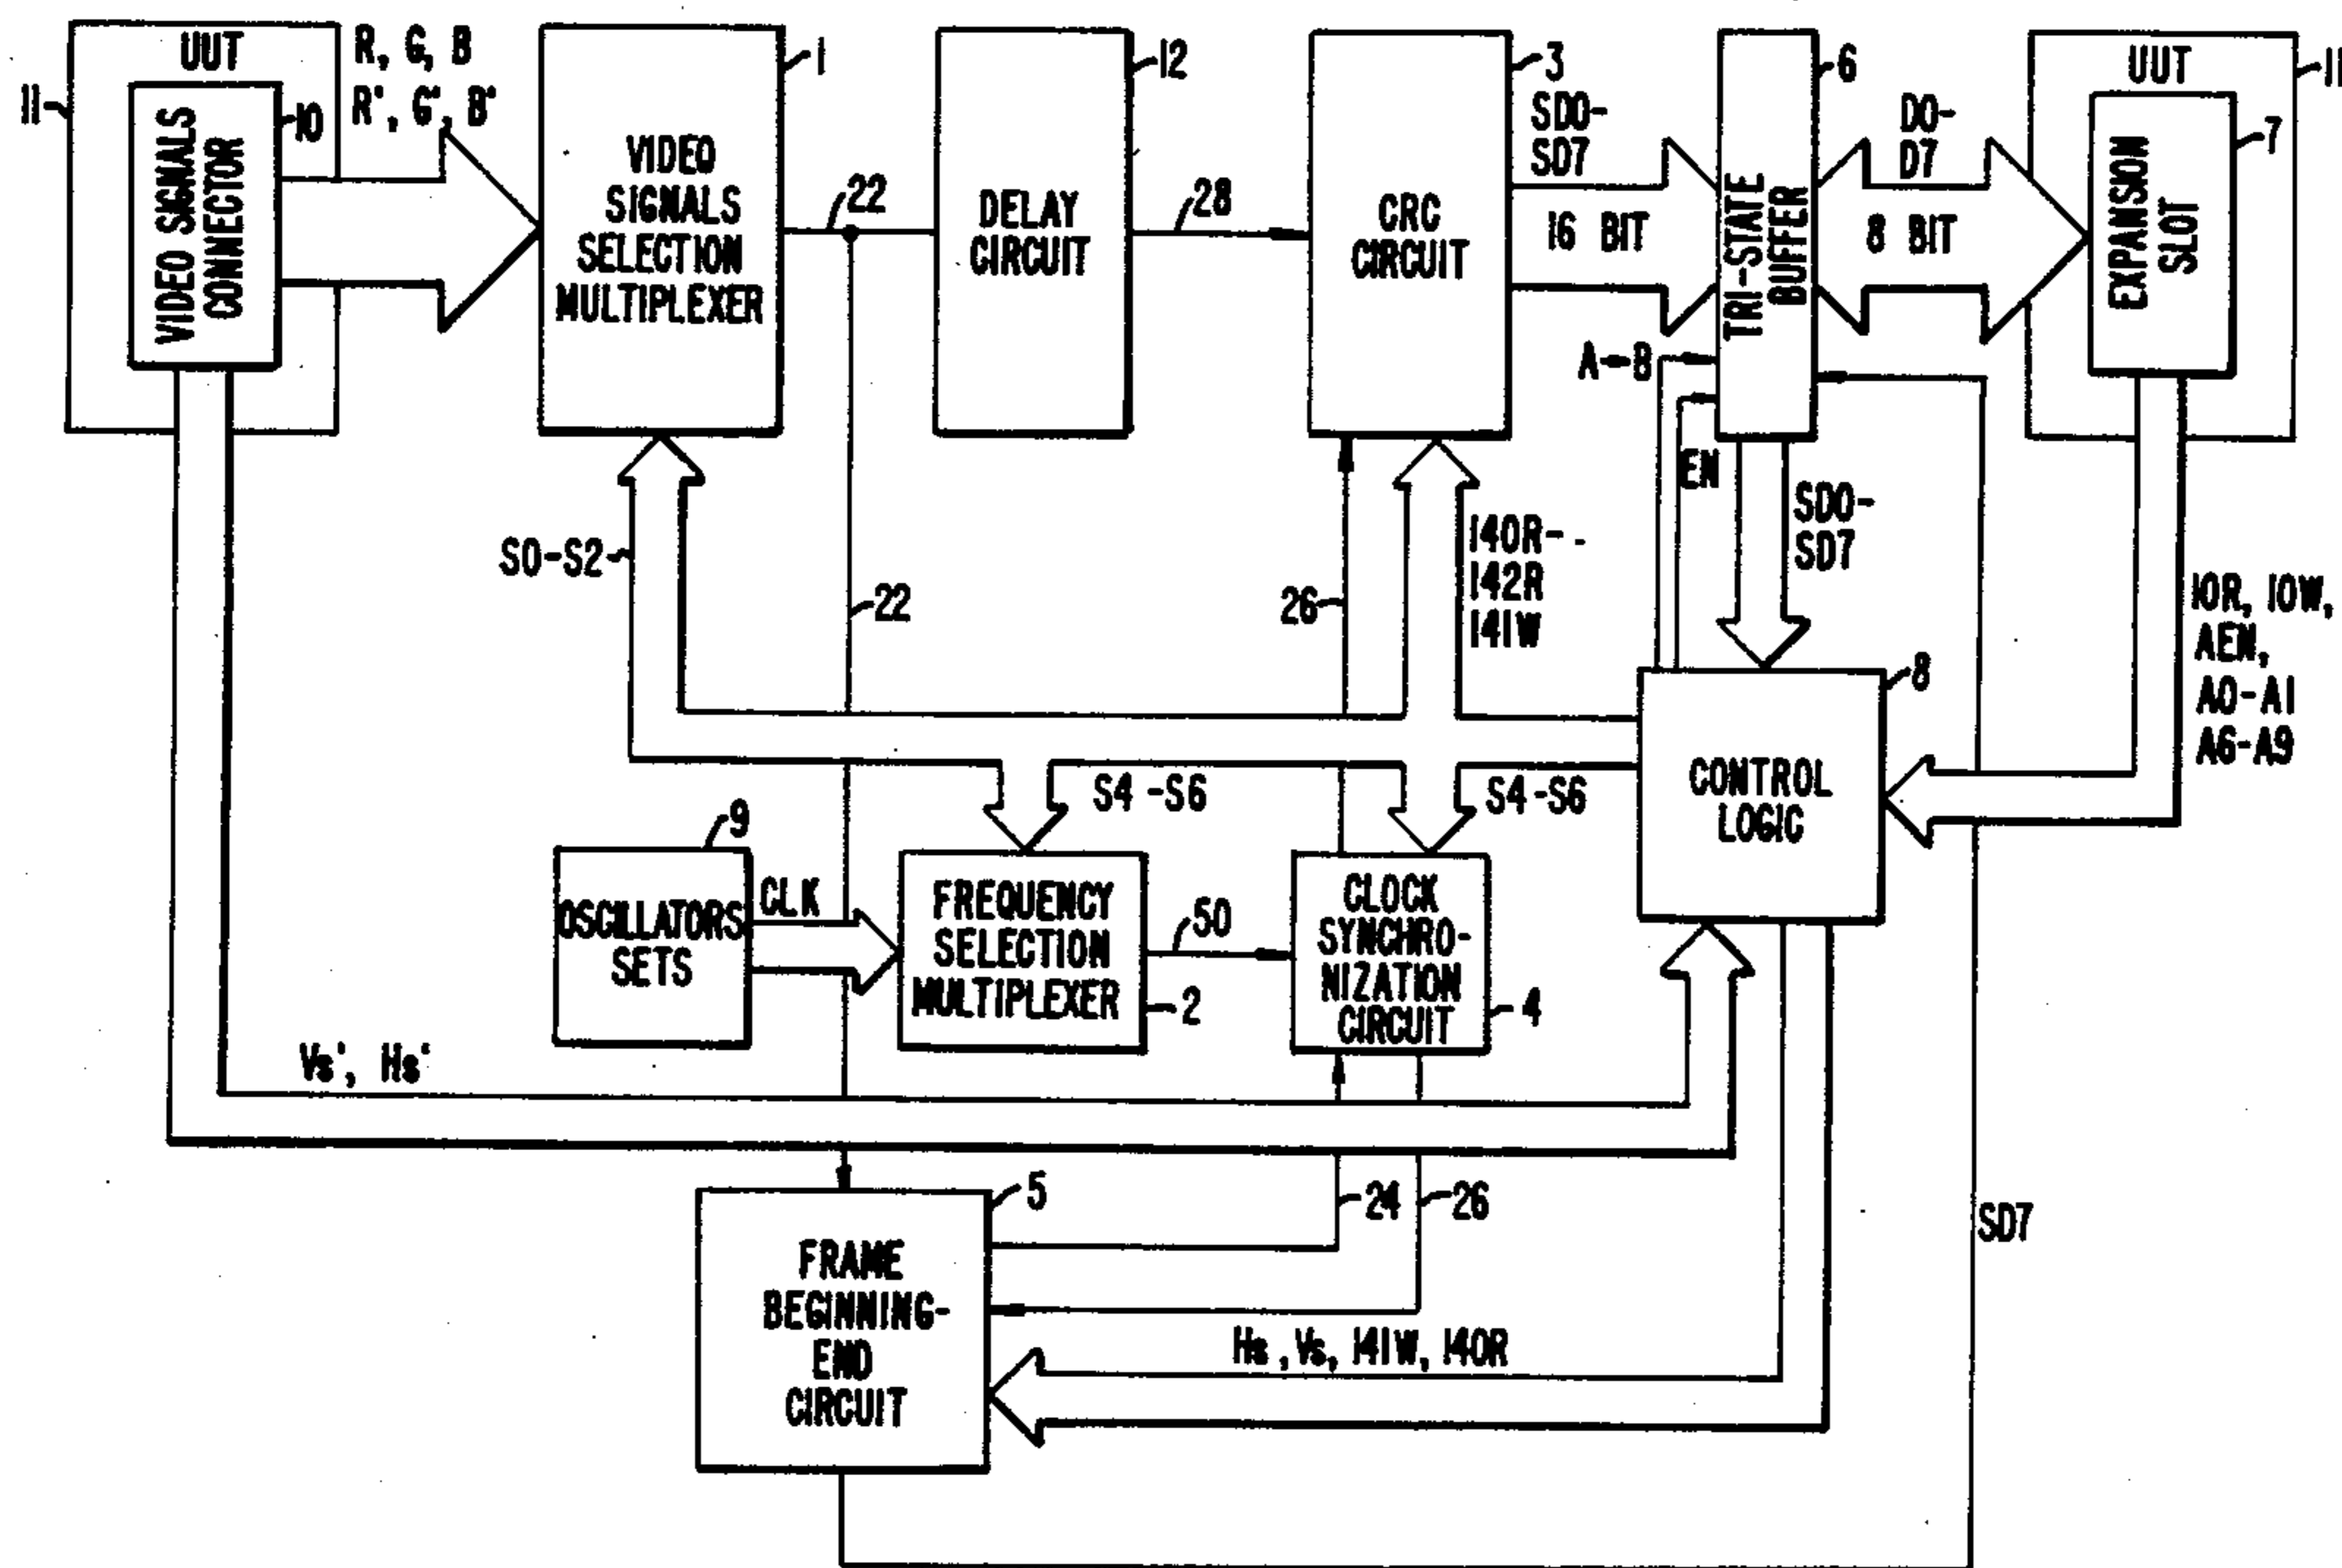 UUT
R, G, B
R', G', B'
11
10
VIDEO SIGNALS
CONNECTOR
1
VIDEO
SIGNALS
SELECTION
MULTIPLEXER
22
12
DELAY
CIRCUIT
28
3
CRC
CIRCUIT
SD0-
SD7
16 BIT
6
TRI-STATE
BUFFER
D0-
D7
8 BIT
UUT
11
7
EXPANSION
SLOT
A-B
EN
SD0-
SD7
S0-S2
22
26
140R--
142R
141W
IOR, IOW,
AEN,
A0-A1
A6-A9
8
CONTROL
LOGIC
S4-S6
S4-S6
9
OSCILLATORS
SETS
CLK
FREQUENCY
SELECTION
MULTIPLEXER
2
50
CLOCK
SYNCHRO-
NIZATION
CIRCUIT
4
Vs', Hs'
5
FRAME
BEGINNING-
END
CIRCUIT
24
26
SD7
Hs, Vs, 141W, 140R